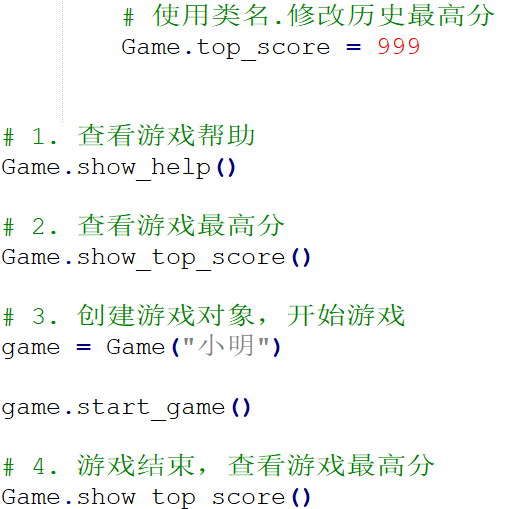 # 使用类名.修改历史最高分
Game.top_score = 999
# 1. 查看游戏帮助
Game.show_help()
# 2. 查看游戏最高分
Game.show_top_score()
# 3. 创建游戏对象，开始游戏
game = Game("小明")
game.start_game()
# 4. 游戏结束，查看游戏最高分
Game.show top score()